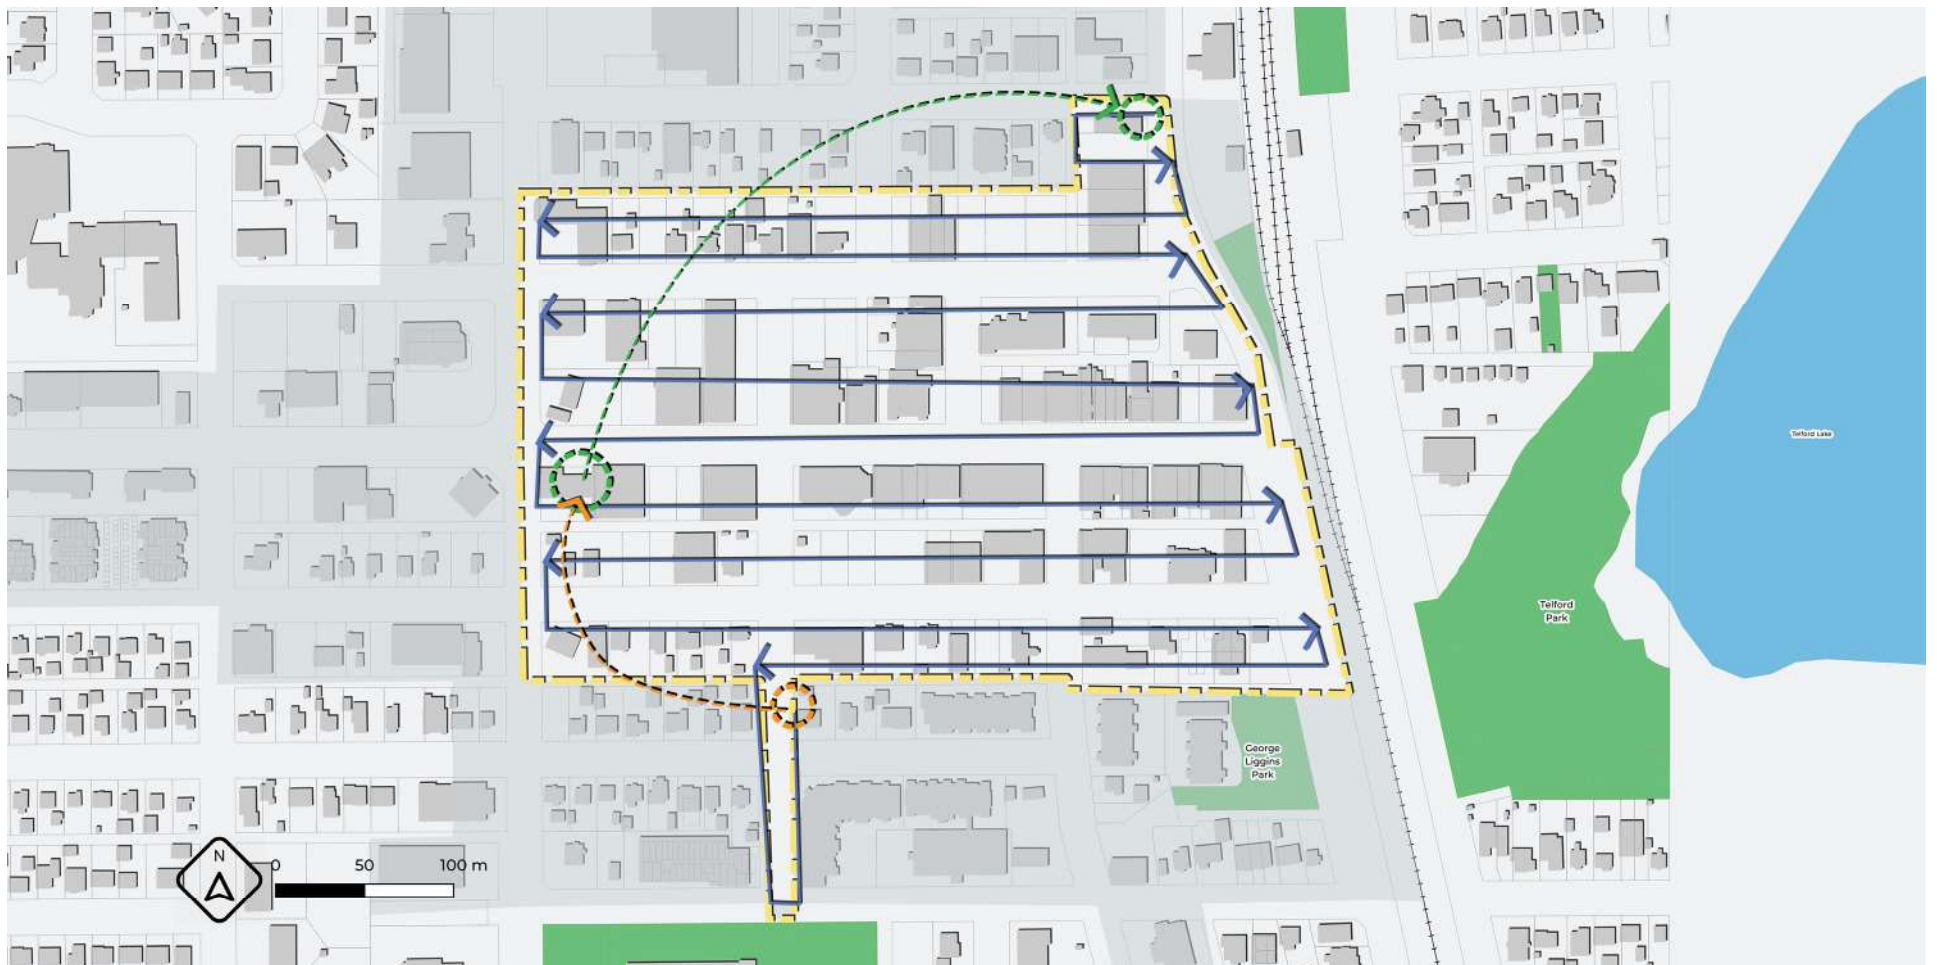 Telford Lake
Telford
Park
George
Liggins
Park
N
0 50 100 m